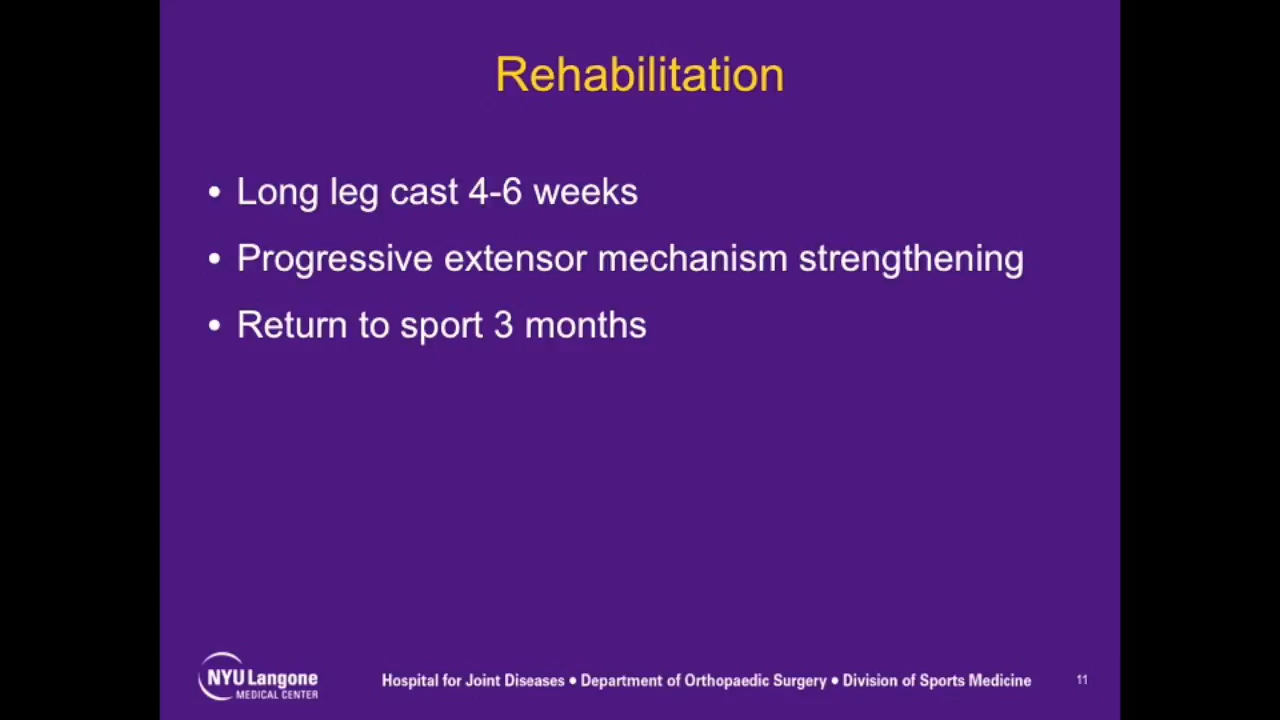 Rehabilitation
• Long leg cast 4-6 weeks
• Progressive extensor mechanism strengthening
• Return to sport 3 months
NYU Langone
MEDICAL CENTER
Hospital for Joint Diseases • Department of Orthopaedic Surgery • Division of Sports Medicine
11